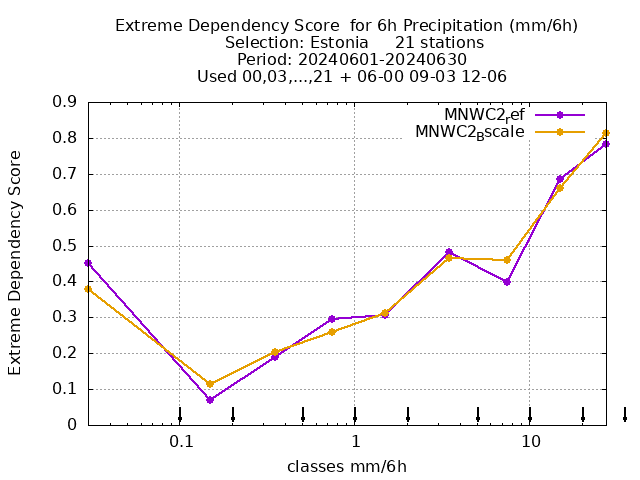 Extreme Dependency Score  for 6h Precipitation (mm/6h)
Selection: Estonia     21 stations
Period: 20240601-20240630
Used 00,03,...,21 + 06-00 09-03 12-06
MNWC2ref
MNWC2Bscale
0.9
0.8
0.7
0.6
0.5
0.4
0.3
0.2
0.1
0
Extreme Dependency Score
0.1 1 10
classes mm/6h